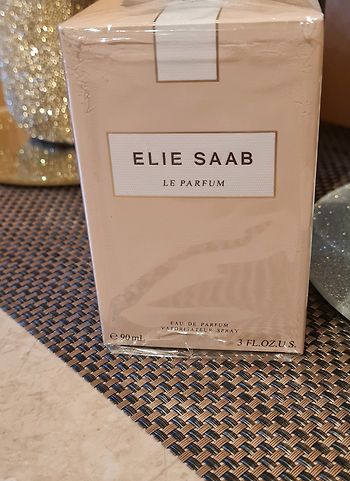 ELIE SAAB
LE PARFUM
EAU DE PARFUM
VAPORISATEUR SPRAY
℮ 90 mL 3 FL.OZ.U.S.